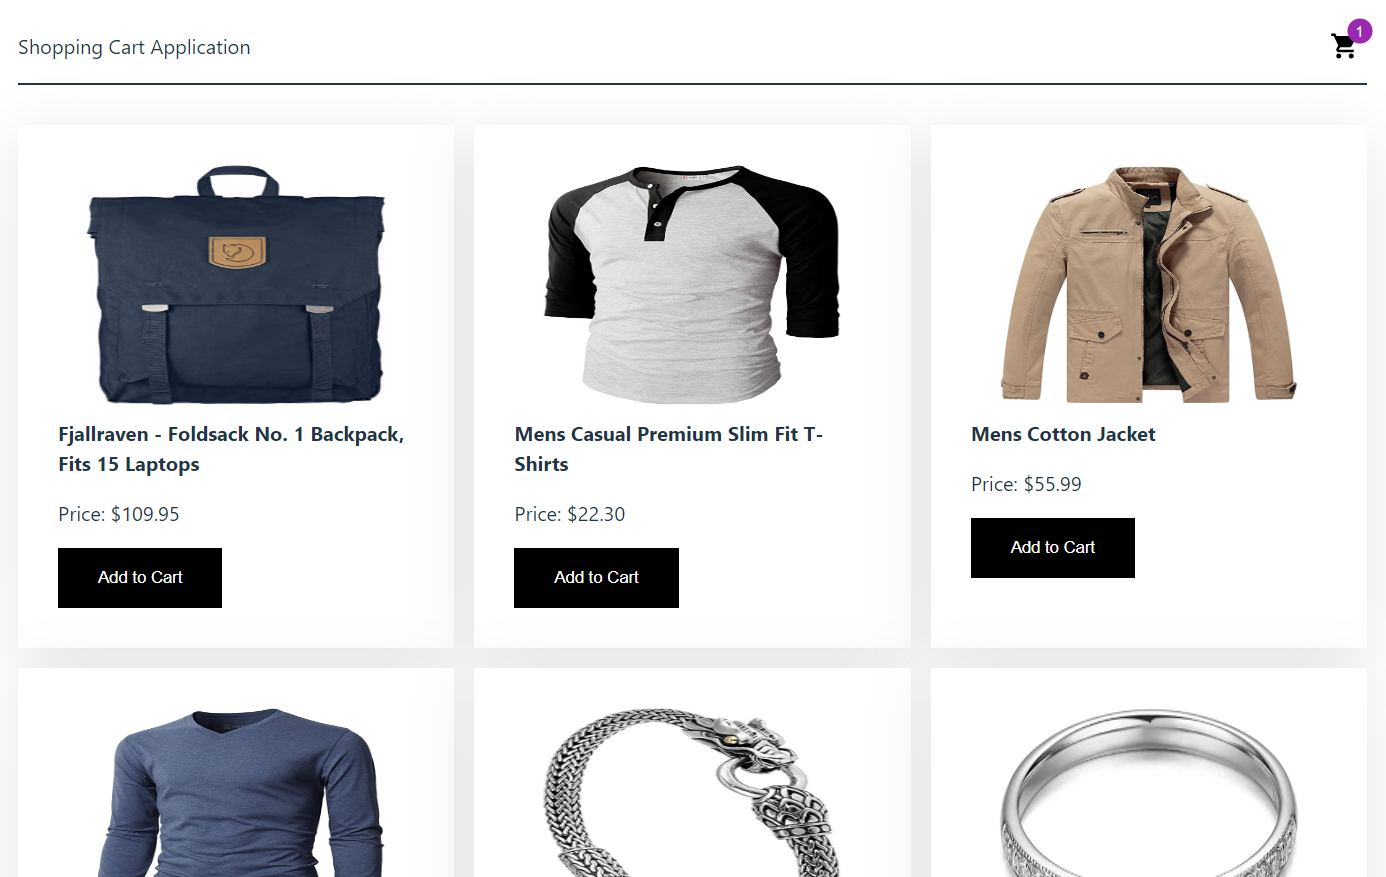 Shopping Cart Application
1
Fjallraven - Foldsack No. 1 Backpack,
Fits 15 Laptops
Price: $109.95
Add to Cart
Mens Casual Premium Slim Fit T-
Shirts
Price: $22.30
Add to Cart
Mens Cotton Jacket
Price: $55.99
Add to Cart